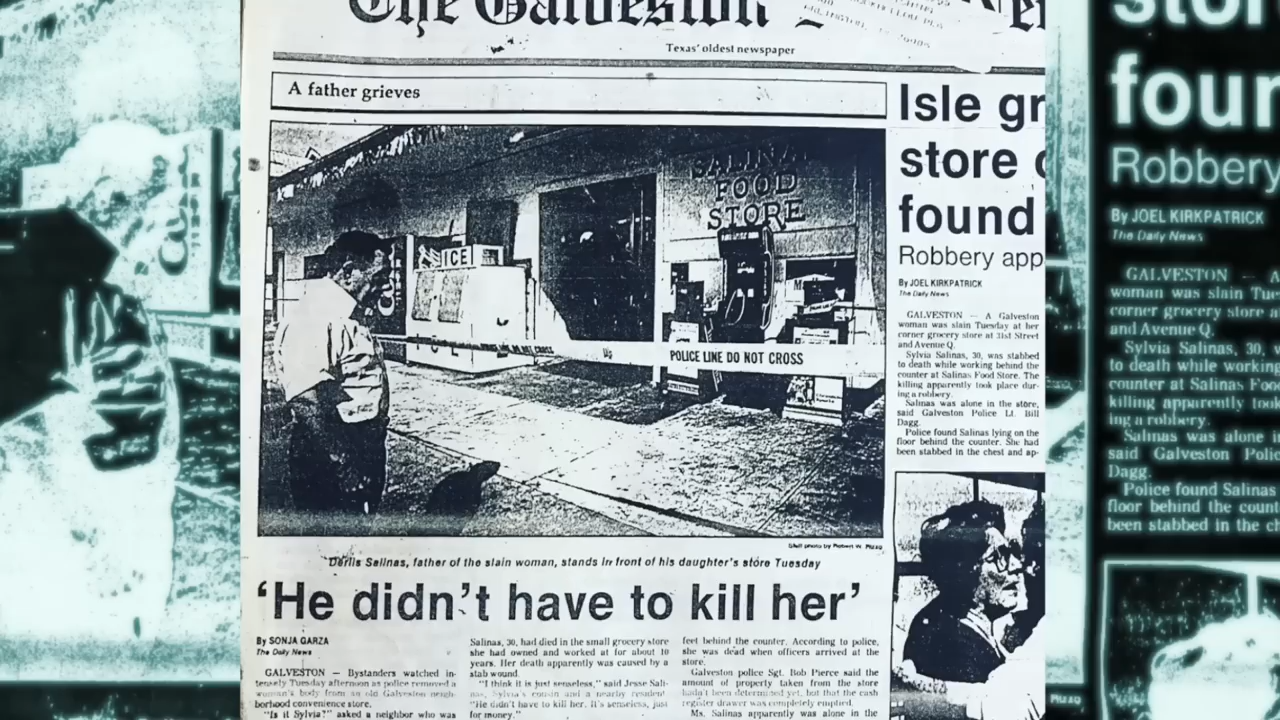 The Galveston
Texas' oldest newspaper
A father grieves
SALINAS
FOOD
STORE
ICE
POLICE LINE DO NOT CROSS
Staff photo by Robert W. Pizag
Darlis Salinas, father of the slain woman, stands in front of his daughter's store Tuesday
'He didn't have to kill her'
By SONJA GARZA
The Daily News
GALVESTON — Bystanders watched in-
tensely Tuesday afternoon as police removed a
woman's body from an old Galveston neigh-
borhood convenience store.
"Is it Sylvia?" asked a neighbor who was
Salinas, 30, had died in the small grocery store
she had owned and worked at for about 10
years. Her death apparently was caused by a
stab wound.
"I think it is just senseless," said Jesse Sali-
nas, Sylvia's cousin and a nearby resident
"He didn't have to kill her. It's senseless, just
for money."
feet behind the counter. According to police,
she was dead when officers arrived at the
store.
Galveston police Sgt. Bob Pierce said the
amount of property taken from the store
hadn't been determined yet, but that the cash
register drawer was completely emptied.
Ms. Salinas apparently was alone in the
Isle gr
store
found
Robbery app
By JOEL KIRKPATRICK
The Daily News
GALVESTON — A Galveston
woman was slain Tuesday at her
corner grocery store at 31st Street
and Avenue Q.
Sylvia Salinas, 30, was stabbed
to death while working behind the
counter at Salinas Food Store. The
killing apparently took place dur-
ing a robbery.
Salinas was alone in the store,
said Galveston Police Lt. Bill
Dagg.
Police found Salinas lying on the
floor behind the counter. She had
been stabbed in the chest and ap-
stor
four
Robbery
By JOEL KIRKPATRICK
The Daily News
GALVESTON — A
woman was slain Tue
corner grocery store a
and Avenue Q.
Sylvia Salinas, 30, w
to death while working
counter at Salinas Foo
killing apparently took
ing a robbery.
Salinas was alone i
said Galveston Polic
Dagg.
Police found Salinas
floor behind the count
been stabbed in the ch